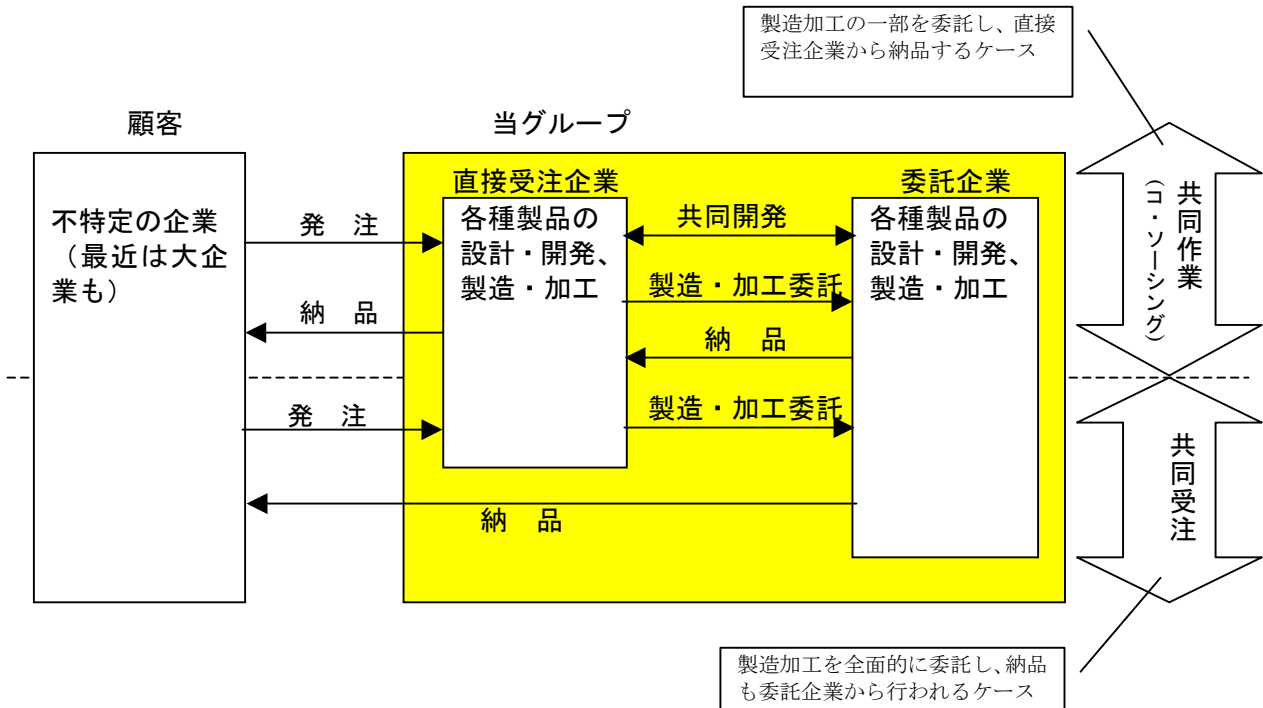 製造加工の一部を委託し、直接
受注企業から納品するケース
顧客
当グループ
直接受注企業
委託企業
不特定の企業
（最近は大企
業も）
発　注
納　品
発　注
各種製品の
設計・開発、
製造・加工
共同開発
製造・加工委託
納　品
製造・加工委託
納　品
各種製品の
設計・開発、
製造・加工
共同作業
（コ・ソーシング）
共同受注
製造加工を全面的に委託し、納品
も委託企業から行われるケース